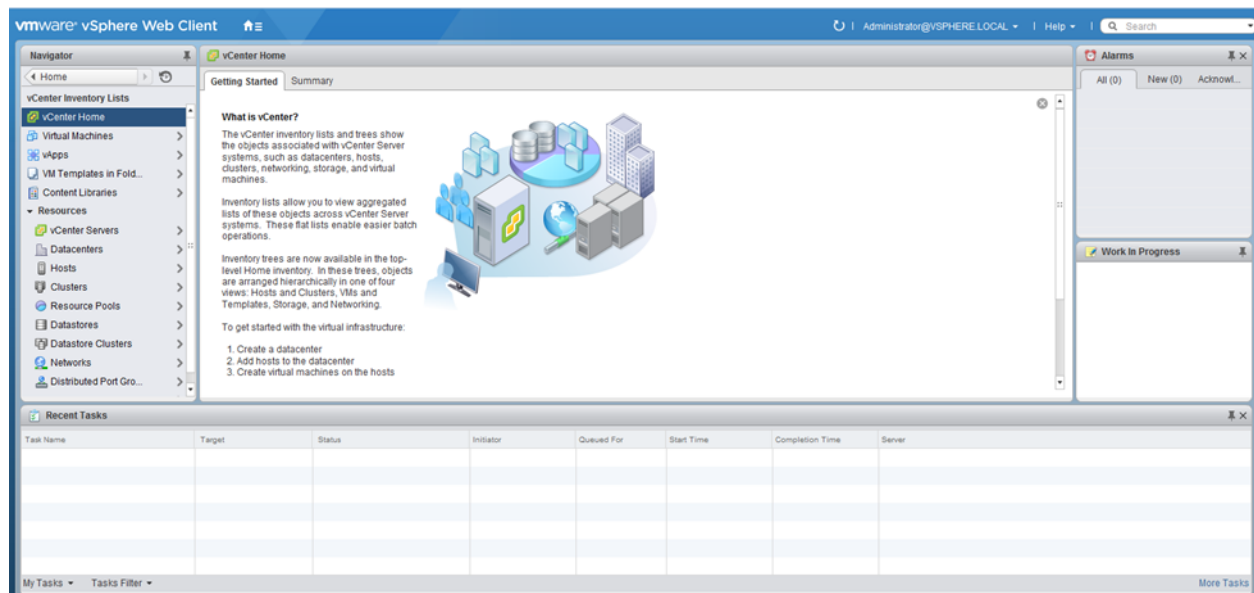 vmware® vSphere Web Client
Administrator@VSPHERE.LOCAL
Help
Search
Navigator
Home
vCenter Inventory Lists
vCenter Home
Virtual Machines
vApps
VM Templates in Fold...
Content Libraries
Resources
vCenter Servers
Datacenters
Hosts
Clusters
Resource Pools
Datastores
Datastore Clusters
Networks
Distributed Port Gro...
vCenter Home
Getting Started Summary
What is vCenter?
The vCenter inventory lists and trees show
the objects associated with vCenter Server
systems, such as datacenters, hosts,
clusters, networking, storage, and virtual
machines.
Inventory lists allow you to view aggregated
lists of these objects across vCenter Server
systems. These flat lists enable easier batch
operations.
Inventory trees are now available in the top-
level Home inventory. In these trees, objects
are arranged hierarchically in one of four
views: Hosts and Clusters, VMs and
Templates, Storage, and Networking.
To get started with the virtual infrastructure:
1. Create a datacenter
2. Add hosts to the datacenter
3. Create virtual machines on the hosts
Alarms
All (0) New (0) Acknowl...
Work In Progress
Recent Tasks
Task Name Target Status Initiator Queued For Start Time Completion Time Server
My Tasks Tasks Filter More Tasks